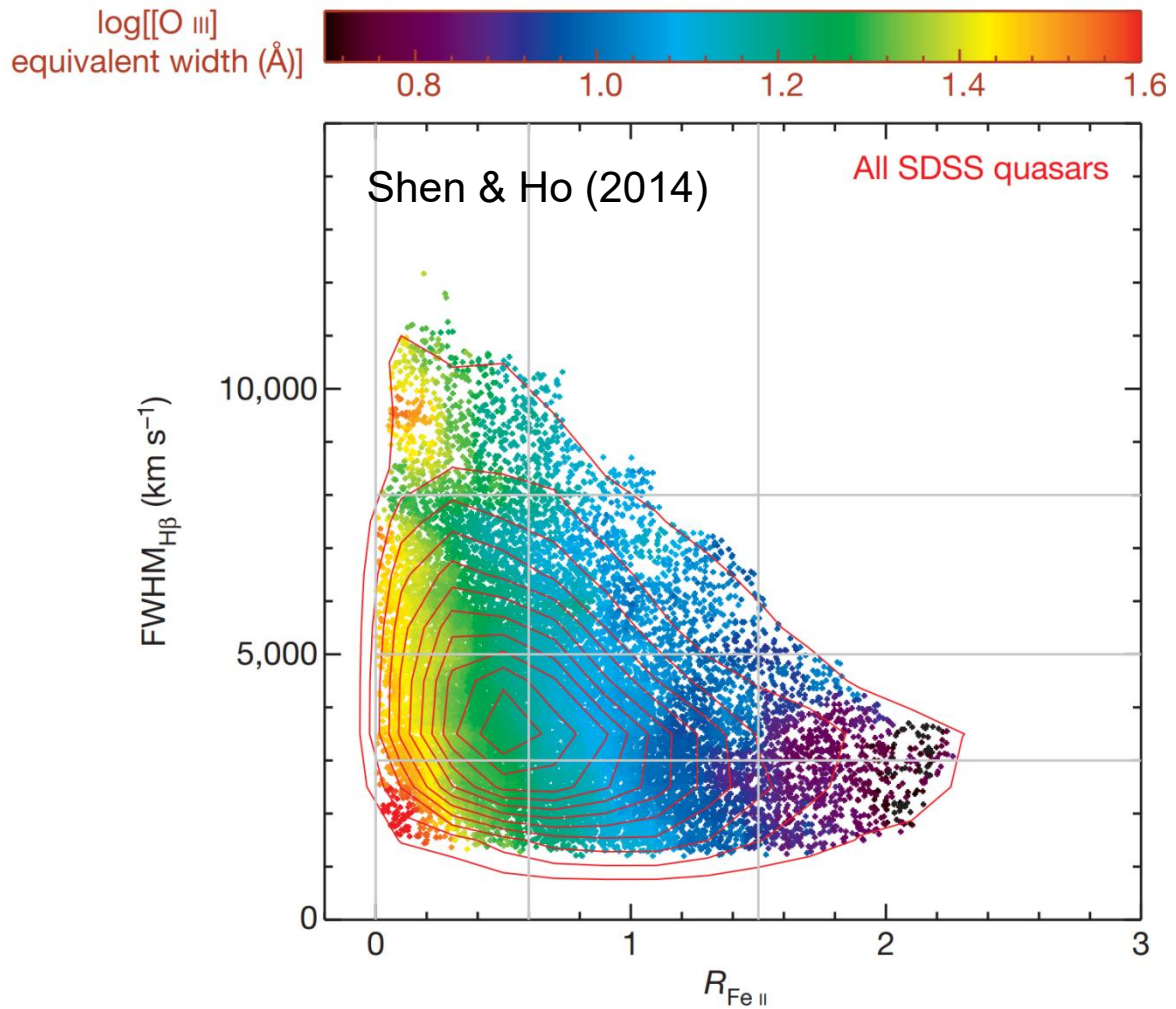 log[[O III]
equivalent width (Å)]
0.8 1.0 1.2 1.4 1.6
Shen & Ho (2014)
All SDSS quasars
10,000
5,000
0
FWHM Hβ (km s⁻¹)
0 1 2 3
R Fe II